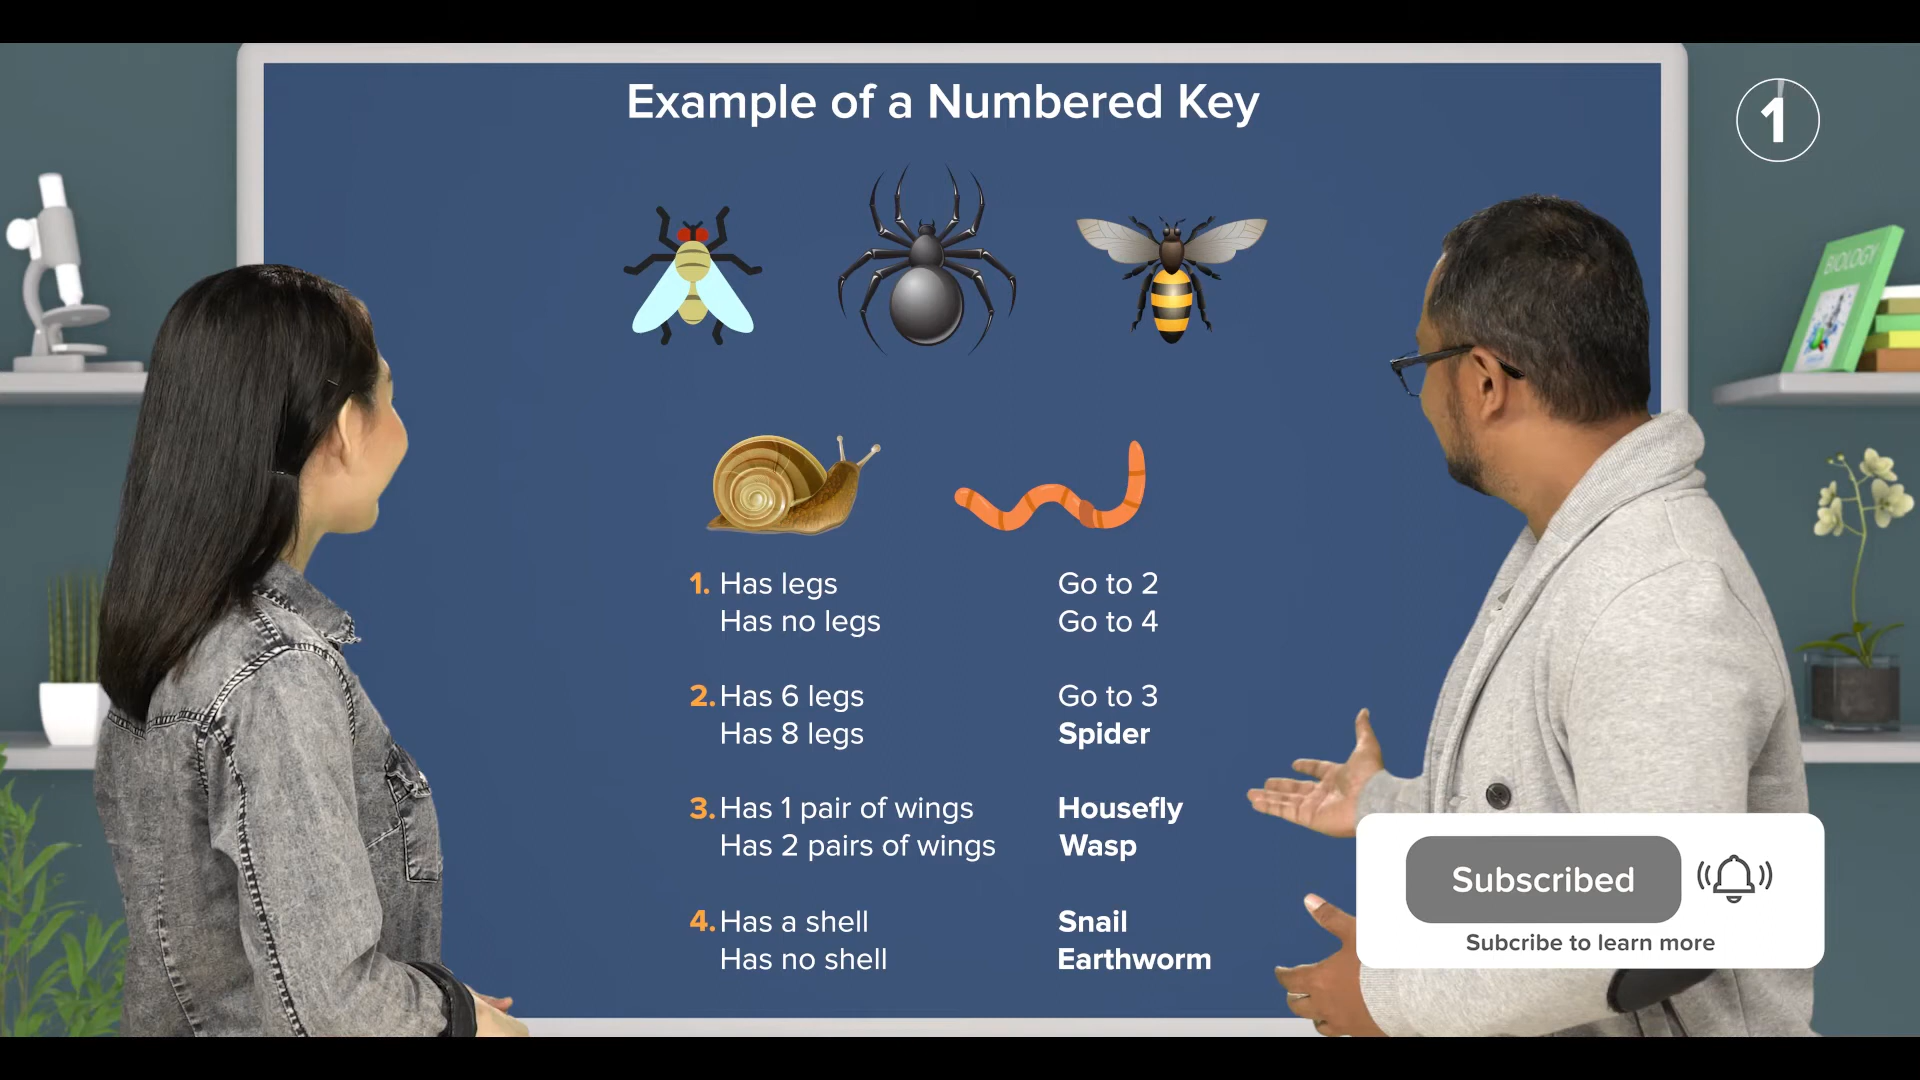 Example of a Numbered Key
1
BIOLOGY
1. Has legs Go to 2
Has no legs Go to 4
2. Has 6 legs Go to 3
Has 8 legs Spider
3. Has 1 pair of wings Housefly
Has 2 pairs of wings Wasp
4. Has a shell Snail
Has no shell Earthworm
Subscribed
Subcribe to learn more